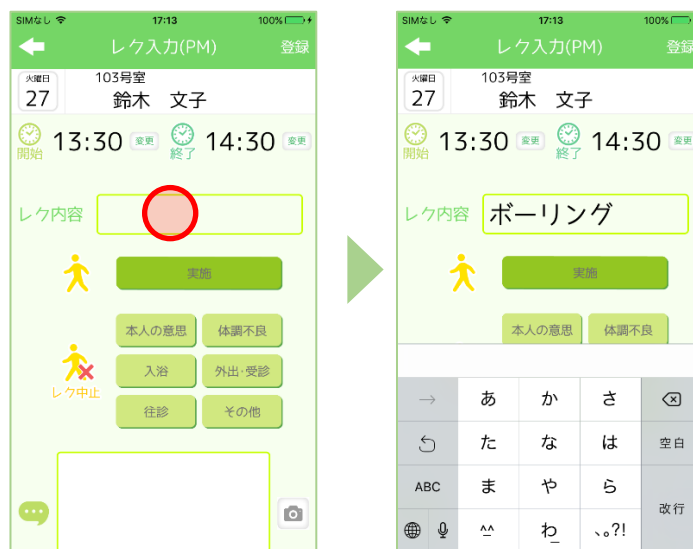 SIMなし 17:13 100%
レク入力(PM) 登録
火曜日
27
103号室
鈴木 文子
開始 13:30 変更 終了 14:30 変更
レク内容
実施
本人の意思 体調不良
レク中止 入浴 外出・受診
往診 その他
SIMなし 17:13 100%
レク入力(PM) 登録
火曜日
27
103号室
鈴木 文子
開始 13:30 変更 終了 14:30 変更
レク内容 ボーリング
実施
本人の意思 体調不良
→ あ か さ
た な は 空白
ABC ま や ら
^^ わ 、。?! 改行